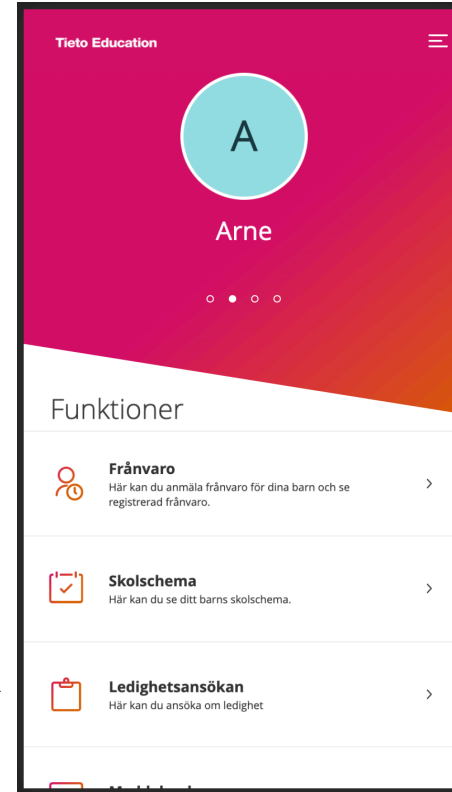 Tieto Education
A
Arne
Funktioner
Frånvaro
Här kan du anmäla frånvaro för dina barn och se
registrerad frånvaro.
Skolschema
Här kan du se ditt barns skolschema.
Ledighetsansökan
Här kan du ansöka om ledighet